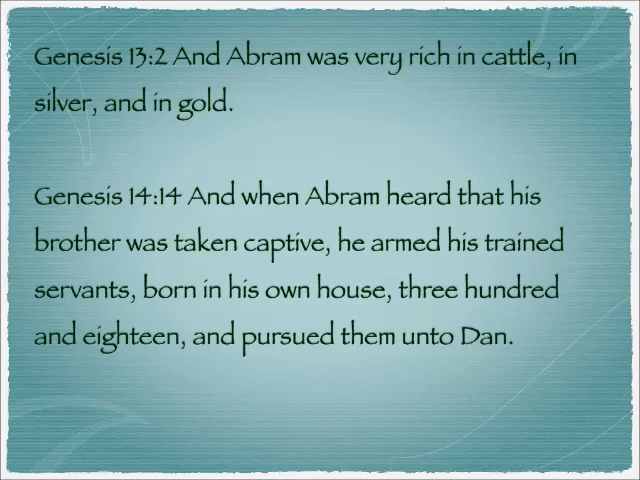 Genesis 13:2 And Abram was very rich in cattle, in
silver, and in gold.
Genesis 14:14 And when Abram heard that his
brother was taken captive, he armed his trained
servants, born in his own house, three hundred
and eighteen, and pursued them unto Dan.